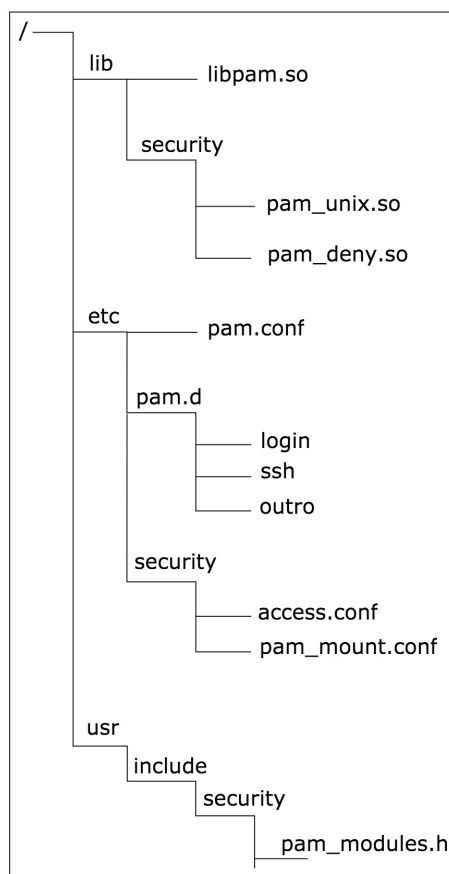 /
lib
libpam.so
security
pam_unix.so
pam_deny.so
etc
pam.conf
pam.d
login
ssh
outro
security
access.conf
pam_mount.conf
usr
include
security
pam_modules.h